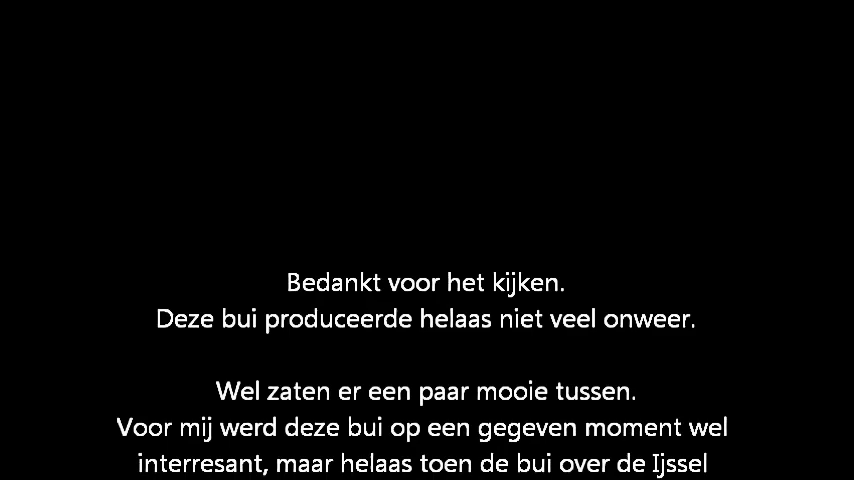 Bedankt voor het kijken.
Deze bui produceerde helaas niet veel onweer.
Wel zaten er een paar mooie tussen.
Voor mij werd deze bui op een gegeven moment wel
interresant, maar helaas toen de bui over de Ijssel